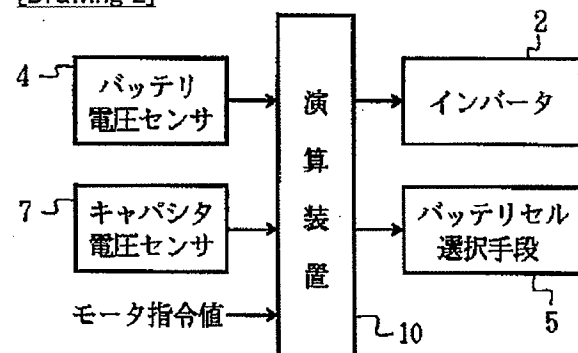 [Drawing 2]
2
4
バッテリ
電圧センサ
演算装置
インバータ
7
キャパシタ
電圧センサ
バッテリセル
選択手段
モータ指令値
10
5